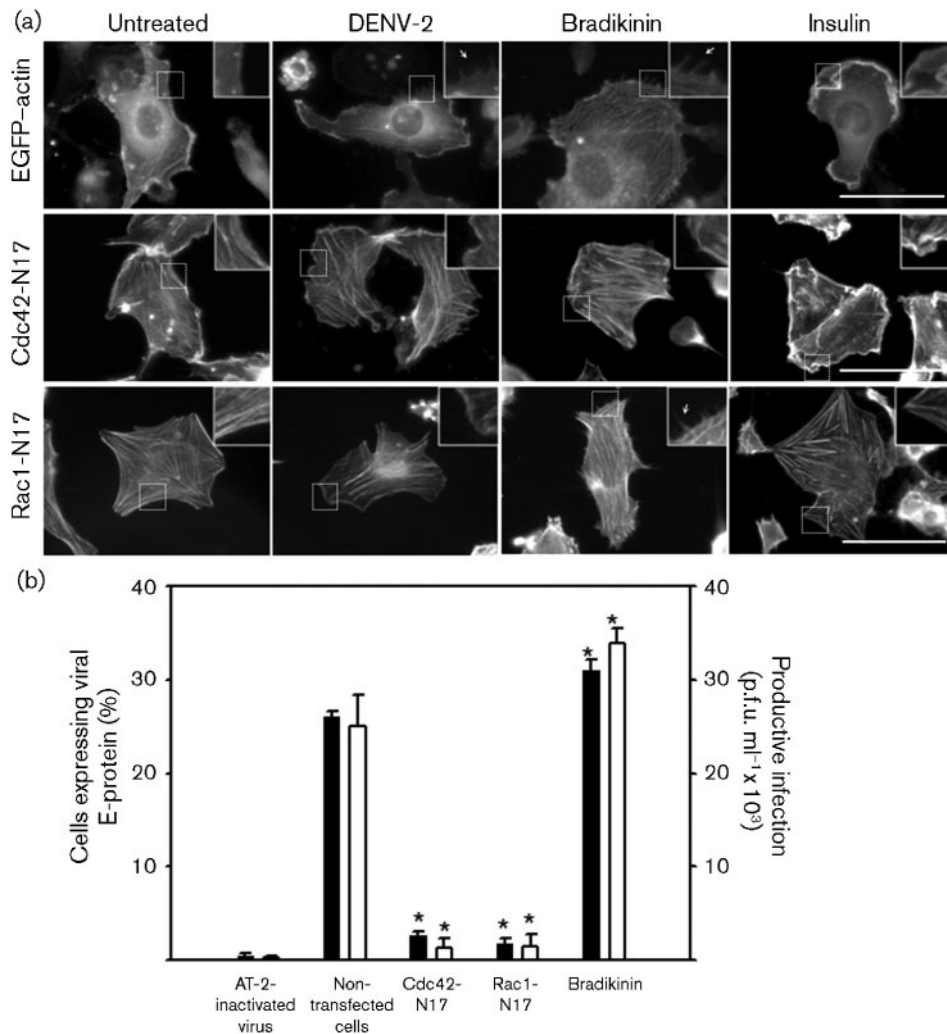 (a)
Untreated DENV-2 Bradikinin Insulin
EGFP–actin
Cdc42-N17
Rac1-N17
(b)
Cells expressing viral
E-protein (%)
40
30
20
10
* * * * * *
40
30
20
10
Productive infection
(p.f.u. ml⁻¹ x 10³)
AT-2-
inactivated
virus
Non-
transfected
cells
Cdc42-
N17
Rac1-
N17
Bradikinin